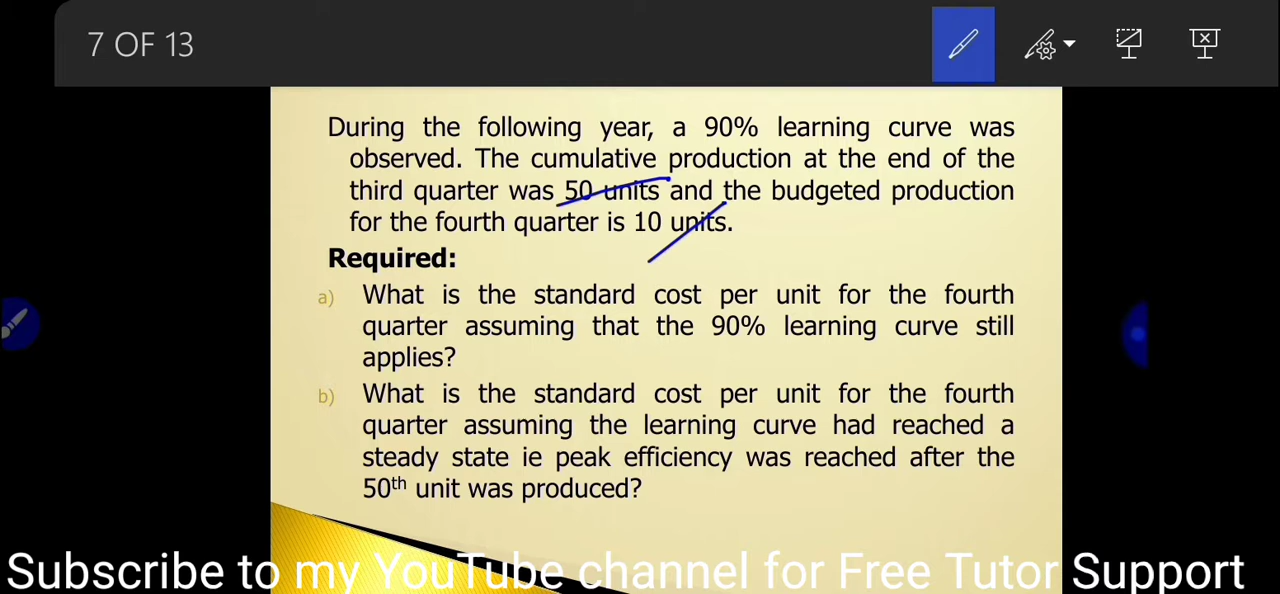 7 OF 13
During the following year, a 90% learning curve was
observed. The cumulative production at the end of the
third quarter was 50 units and the budgeted production
for the fourth quarter is 10 units.
Required:
a) What is the standard cost per unit for the fourth
quarter assuming that the 90% learning curve still
applies?
b) What is the standard cost per unit for the fourth
quarter assuming the learning curve had reached a
steady state ie peak efficiency was reached after the
50th unit was produced?
Subscribe to my YouTube channel for Free Tutor Support